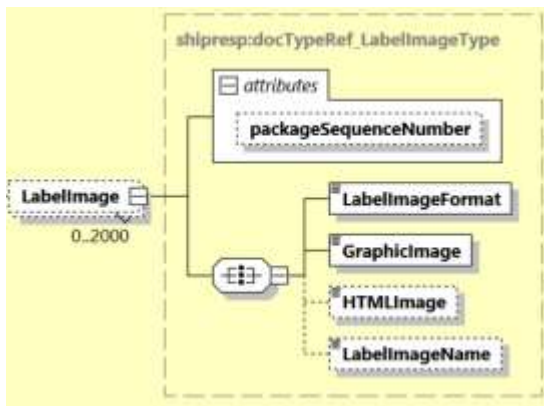 shipresp:docTypeRef_LabelImageType
attributes
packageSequenceNumber
LabelImage
0..2000
LabelImageFormat
GraphicImage
HTMLImage
LabelImageName